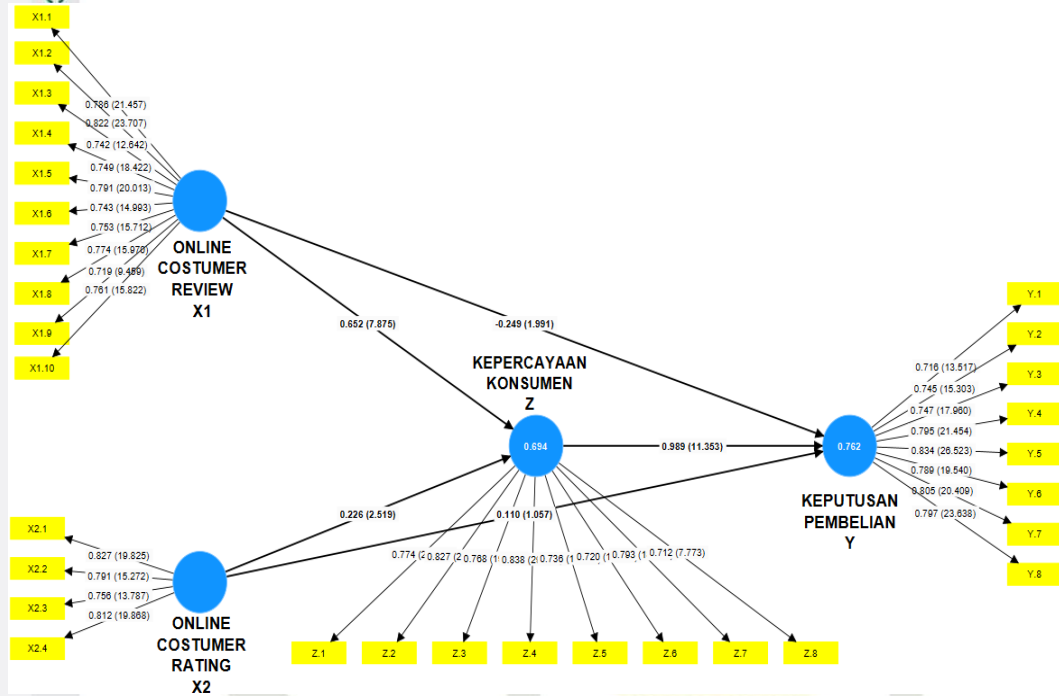 X1.1
X1.2
X1.3
X1.4
X1.5
X1.6
X1.7
X1.8
X1.9
X1.10
0.786 (21.457)
0.822 (23.707)
0.742 (12.642)
0.749 (18.422)
0.791 (20.013)
0.743 (14.993)
0.753 (15.712)
0.774 (15.970)
0.719 (9.459)
0.761 (15.822)
ONLINE
COSTUMER
REVIEW
X1
0.652 (7.875)
-0.249 (1.991)
KEPERCAYAAN
KONSUMEN
Z
0.694
0.989 (11.353)
0.762
KEPUTUSAN
PEMBELIAN
Y
Y.1
Y.2
Y.3
Y.4
Y.5
Y.6
Y.7
Y.8
0.716 (13.517)
0.745 (15.303)
0.747 (17.960)
0.795 (21.454)
0.834 (26.523)
0.789 (19.540)
0.805 (20.409)
0.797 (23.638)
0.226 (2.519)
0.110 (1.057)
X2.1
X2.2
X2.3
X2.4
0.827 (19.825)
0.791 (15.272)
0.756 (13.787)
0.812 (19.868)
ONLINE
COSTUMER
RATING
X2
0.774 0.827 0.768 0.838 0.736 0.720 0.793 0.712 (7.773)
Z.1
Z.2
Z.3
Z.4
Z.5
Z.6
Z.7
Z.8